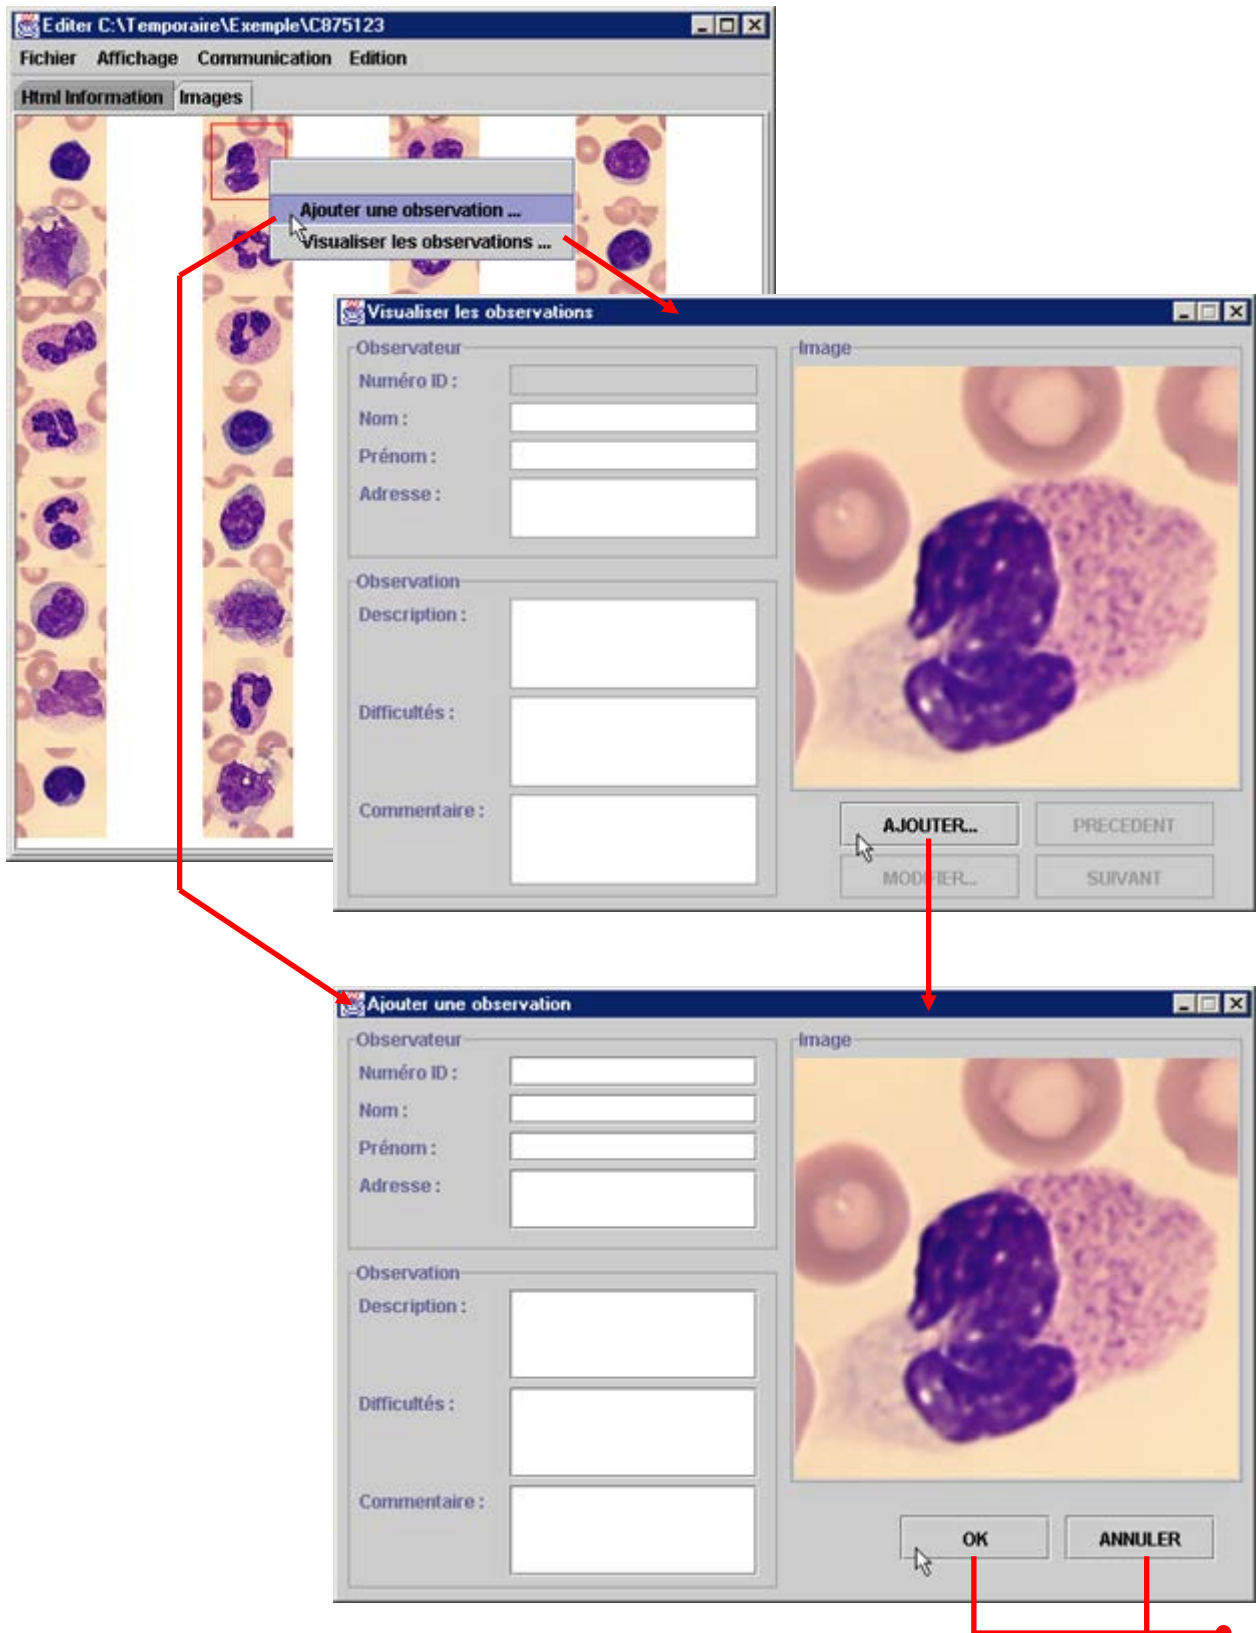 Editer C:\Temporaire\Exemple\C875123
Fichier Affichage Communication Edition
Html Information Images
Ajouter une observation ...
Visualiser les observations ...
Visualiser les observations
Observateur
Numéro ID :
Nom :
Prénom :
Adresse :
Observation
Description :
Difficultés :
Commentaire :
Image
AJOUTER... PRECEDENT
MODIFIER... SUIVANT
Ajouter une observation
Observateur
Numéro ID :
Nom :
Prénom :
Adresse :
Observation
Description :
Difficultés :
Commentaire :
Image
OK ANNULER